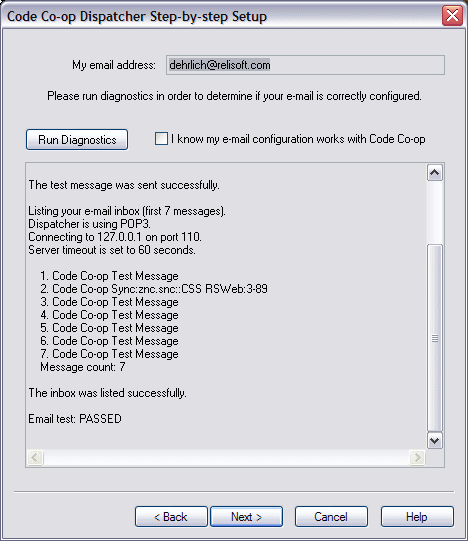 Code Co-op Dispatcher Step-by-step Setup
My email address: dehrlich@relisoft.com
Please run diagnostics in order to determine if your e-mail is correctly configured.
Run Diagnostics I know my e-mail configuration works with Code Co-op
The test message was sent successfully.
Listing your e-mail inbox (first 7 messages).
Dispatcher is using POP3.
Connecting to 127.0.0.1 on port 110.
Server timeout is set to 60 seconds.
1. Code Co-op Test Message
2. Code Co-op Sync:znc.snc::CSS RSWeb:3-89
3. Code Co-op Test Message
4. Code Co-op Test Message
5. Code Co-op Test Message
6. Code Co-op Test Message
7. Code Co-op Test Message
Message count: 7
The inbox was listed successfully.
Email test: PASSED
< Back Next > Cancel Help